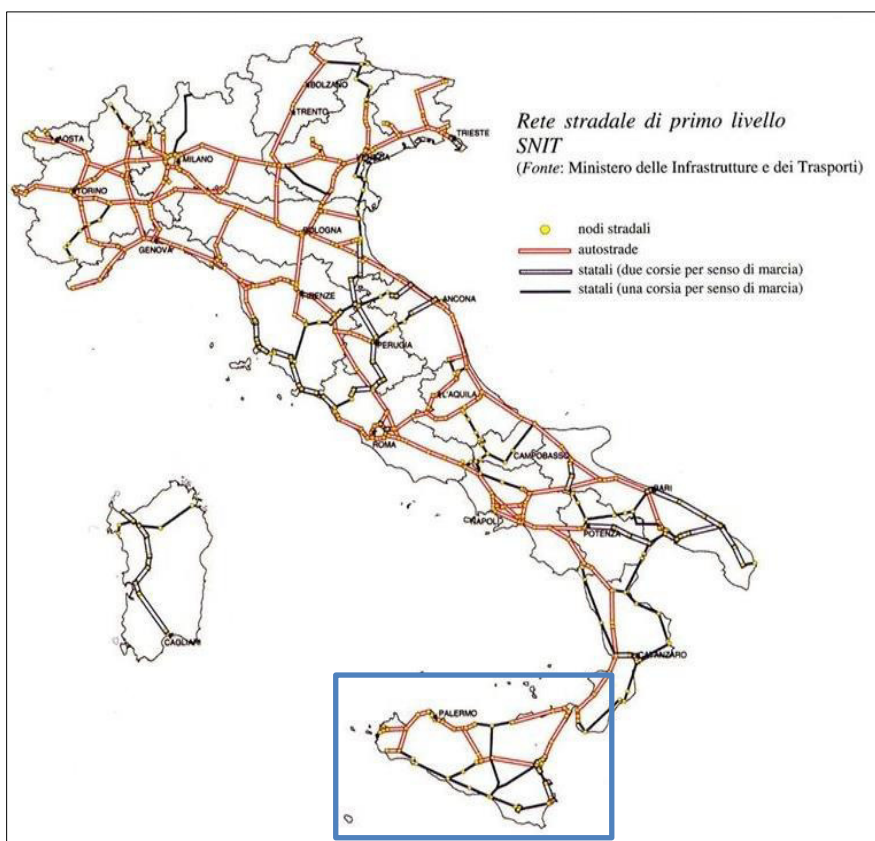 BOLZANO
TRENTO
AOSTA
MILANO
TRIESTE
TORINO
BOLOGNA
GENOVA
FIRENZE
ANCONA
PERUGIA
L'AQUILA
ROMA
CAMPOBASSO
BARI
NAPOLI
POTENZA
CAGLIARI
CATANZARO
PALERMO
Rete stradale di primo livello
SNIT
(Fonte: Ministero delle Infrastrutture e dei Trasporti)
nodi stradali
autostrade
statali (due corsie per senso di marcia)
statali (una corsia per senso di marcia)